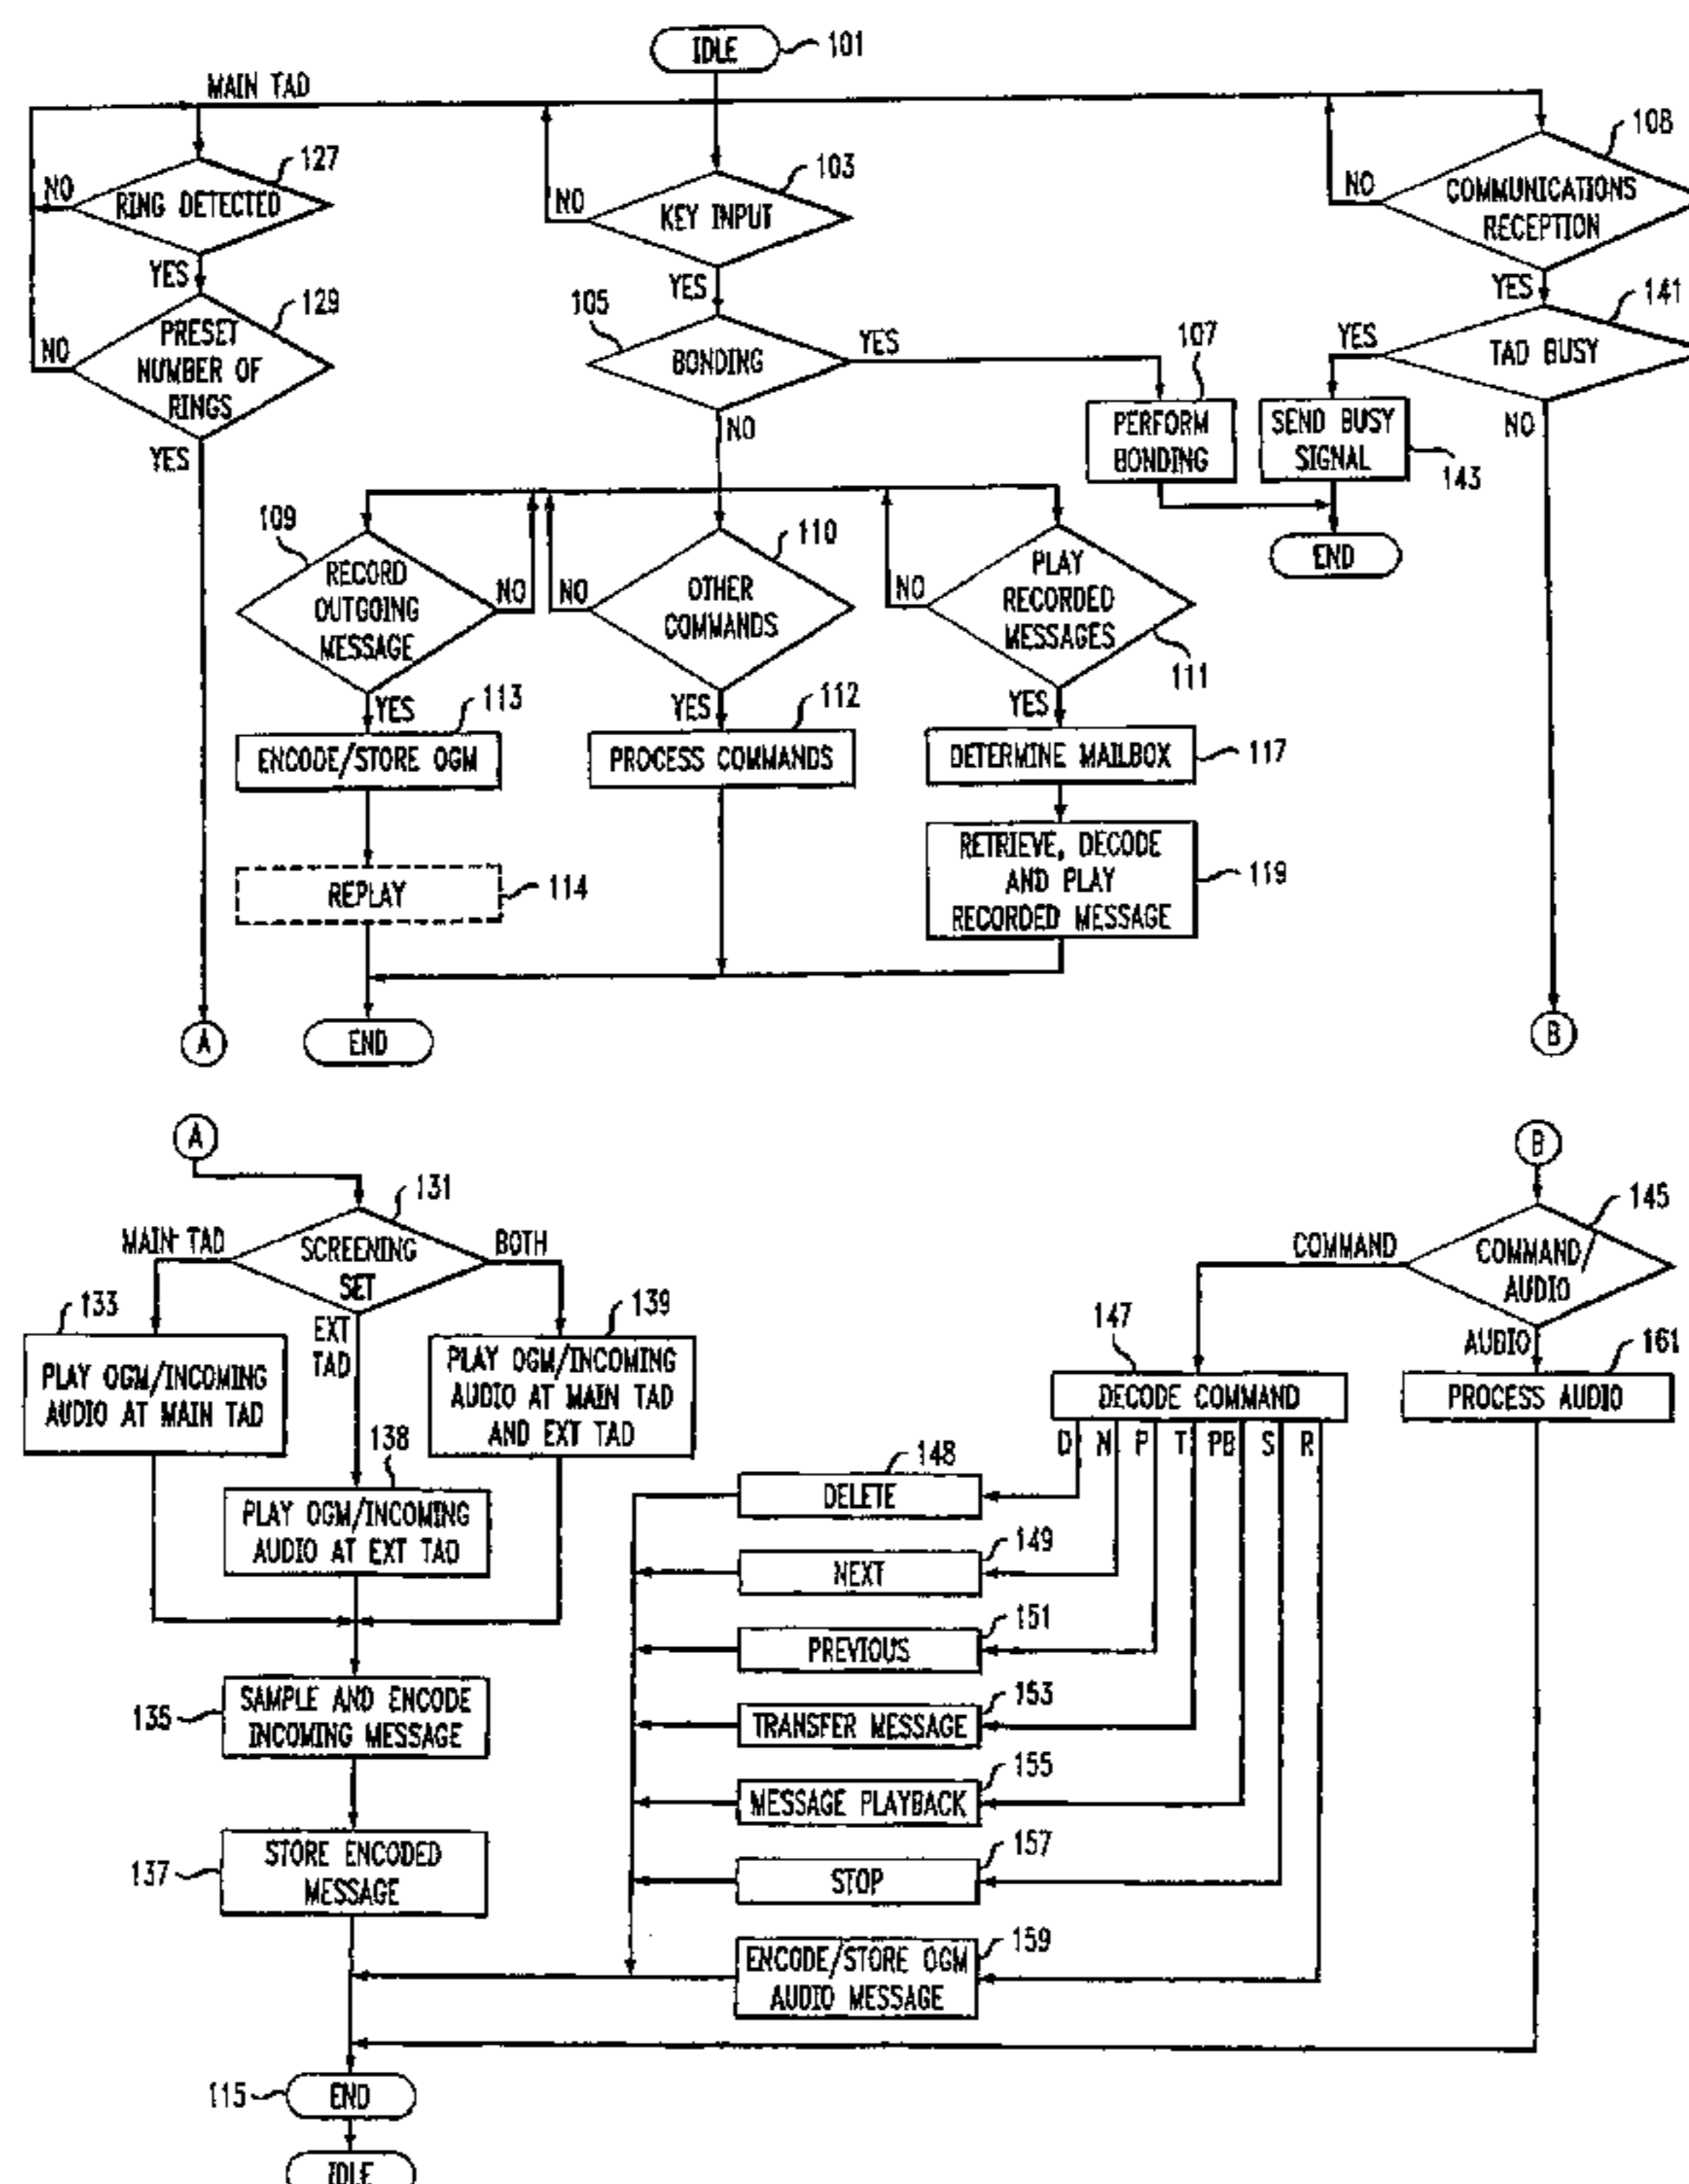 IDLE
101
MAIN TAD
127
RING DETECTED
NO
YES
129
PRESET
NUMBER OF
RINGS
NO
YES
A
103
KEY INPUT
NO
YES
105
BONDING
YES
NO
107
PERFORM
BONDING
108
COMMUNICATIONS
RECEPTION
NO
YES
141
TAD BUSY
YES
NO
SEND BUSY
SIGNAL
143
END
109
RECORD
OUTGOING
MESSAGE
NO
YES
113
ENCODE/STORE OGM
REPLAY
114
END
110
OTHER
COMMANDS
NO
YES
112
PROCESS COMMANDS
PLAY
RECORDED
MESSAGES
111
NO
YES
DETERMINE MAILBOX
117
RETRIEVE, DECODE
AND PLAY
RECORDED MESSAGE
119
B
A
131
SCREENING
SET
MAIN TAD
BOTH
EXT
TAD
133
PLAY OGM/INCOMING
AUDIO AT MAIN TAD
139
PLAY OGM/INCOMING
AUDIO AT MAIN TAD
AND EXT TAD
138
PLAY OGM/INCOMING
AUDIO AT EXT TAD
135
SAMPLE AND ENCODE
INCOMING MESSAGE
137
STORE ENCODED
MESSAGE
B
145
COMMAND/
AUDIO
COMMAND
AUDIO
147
DECODE COMMAND
161
PROCESS AUDIO
D N P T PB S R
148
DELETE
149
NEXT
151
PREVIOUS
153
TRANSFER MESSAGE
155
MESSAGE PLAYBACK
157
STOP
159
ENCODE/STORE OGM
AUDIO MESSAGE
115
END
IDLE